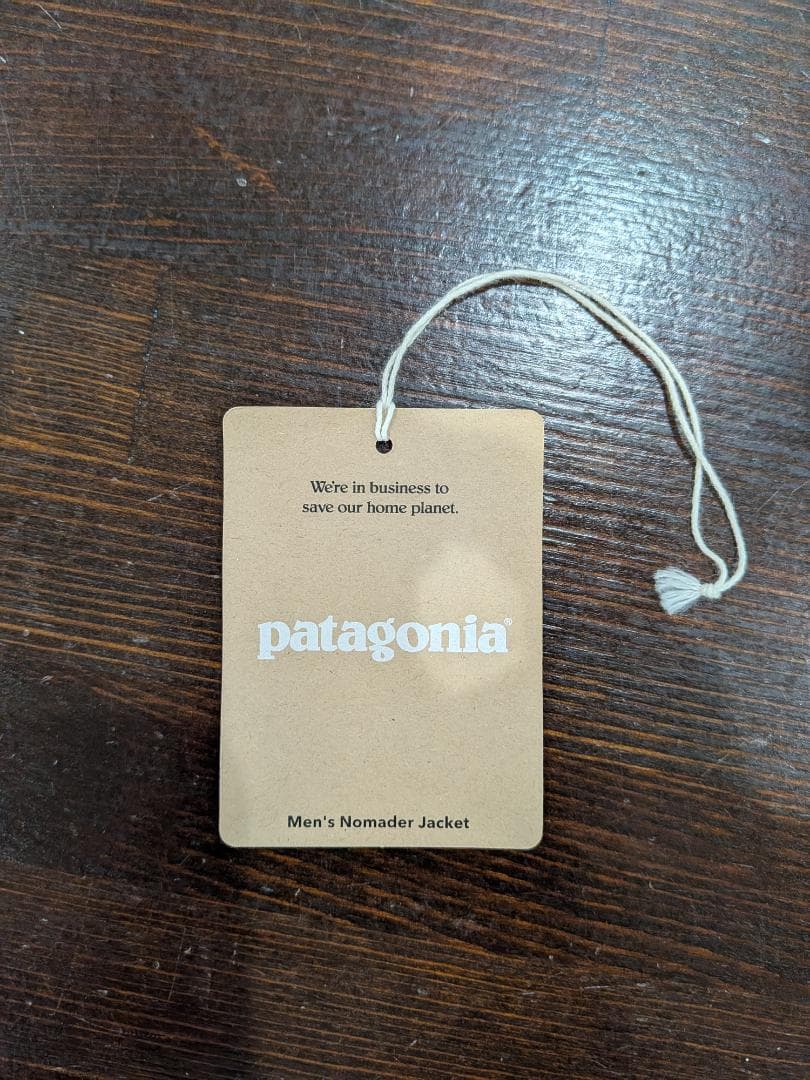 We're in business to
save our home planet.
patagonia®
Men's Nomader Jacket